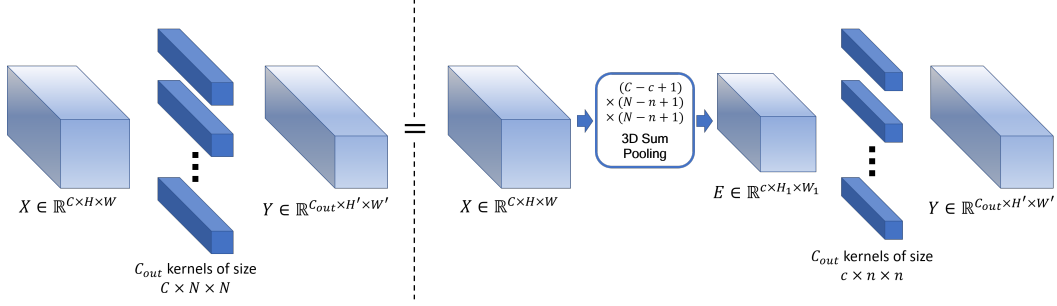 X ∈ ℝ^{C×H×W}
C_{out} kernels of size
C × N × N
Y ∈ ℝ^{C_{out}×H′×W′}
=
X ∈ ℝ^{C×H×W}
(C − c + 1)
× (N − n + 1)
× (N − n + 1)
3D Sum
Pooling
E ∈ ℝ^{c×H_1×W_1}
C_{out} kernels of size
c × n × n
Y ∈ ℝ^{C_{out}×H′×W′}